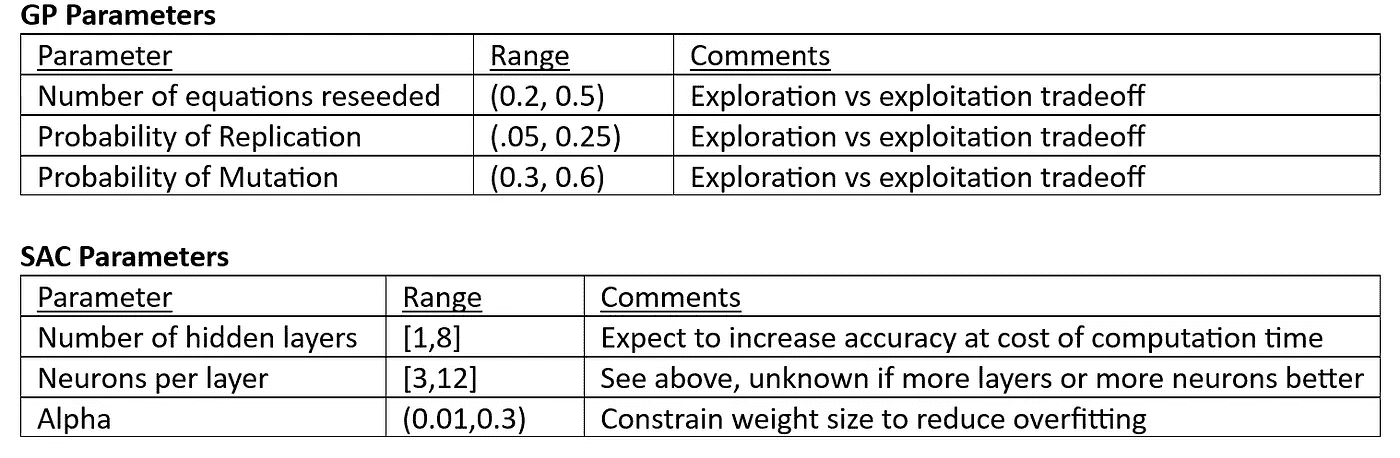 GP Parameters
Parameter Range Comments
Number of equations reseeded (0.2, 0.5) Exploration vs exploitation tradeoff
Probability of Replication (.05, 0.25) Exploration vs exploitation tradeoff
Probability of Mutation (0.3, 0.6) Exploration vs exploitation tradeoff
SAC Parameters
Parameter Range Comments
Number of hidden layers [1,8] Expect to increase accuracy at cost of computation time
Neurons per layer [3,12] See above, unknown if more layers or more neurons better
Alpha (0.01,0.3) Constrain weight size to reduce overfitting